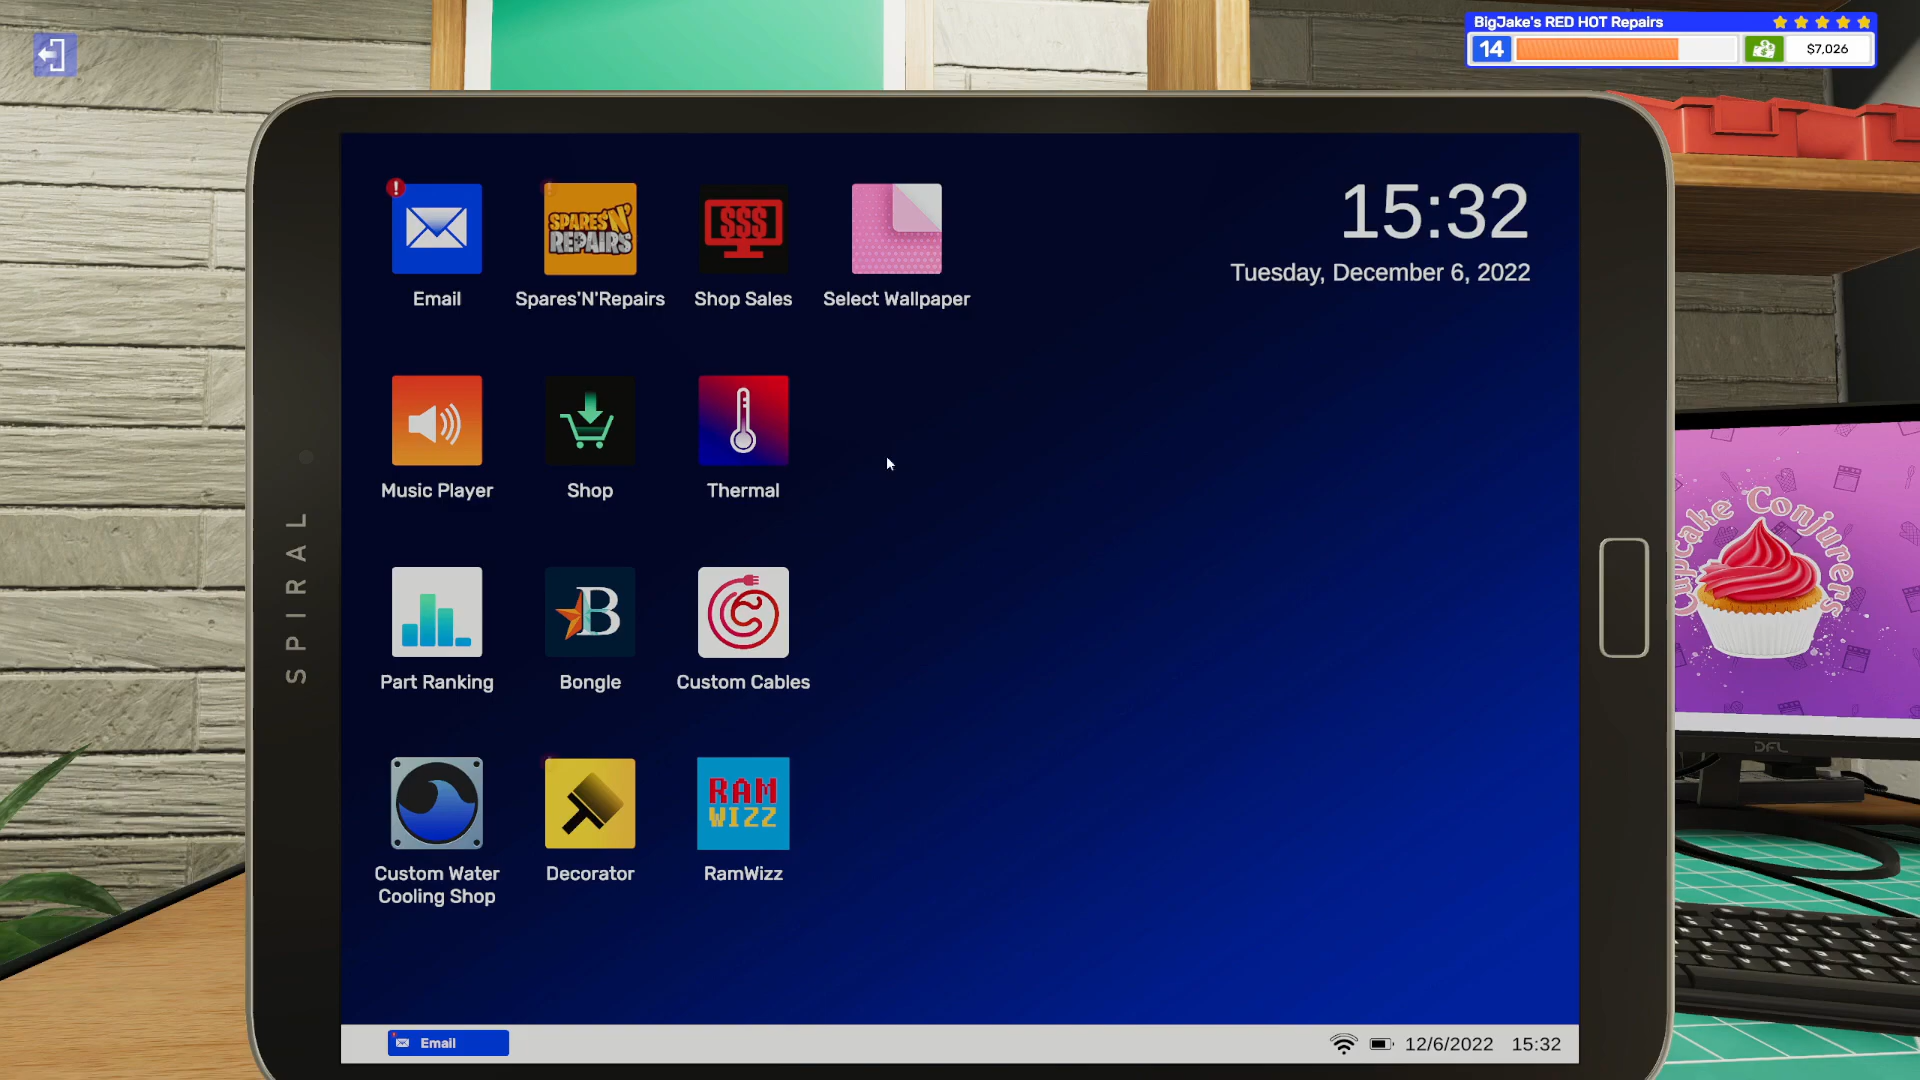 BigJake's RED HOT Repairs
14
$7,026
15:32
Tuesday, December 6, 2022
!
SPARES'N'
REPAIRS
$$$
Email
Spares'N'Repairs
Shop Sales
Select Wallpaper
Music Player
Shop
Thermal
SPIRAL
B
C
Part Ranking
Bongle
Custom Cables
Cupcake Conjurers
DFL
RAM
WIZZ
Custom Water
Cooling Shop
Decorator
RamWizz
Email
12/6/2022
15:32